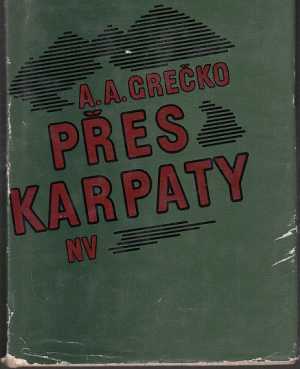 A. A. GREČKO
PŘES
KARPATY
NV